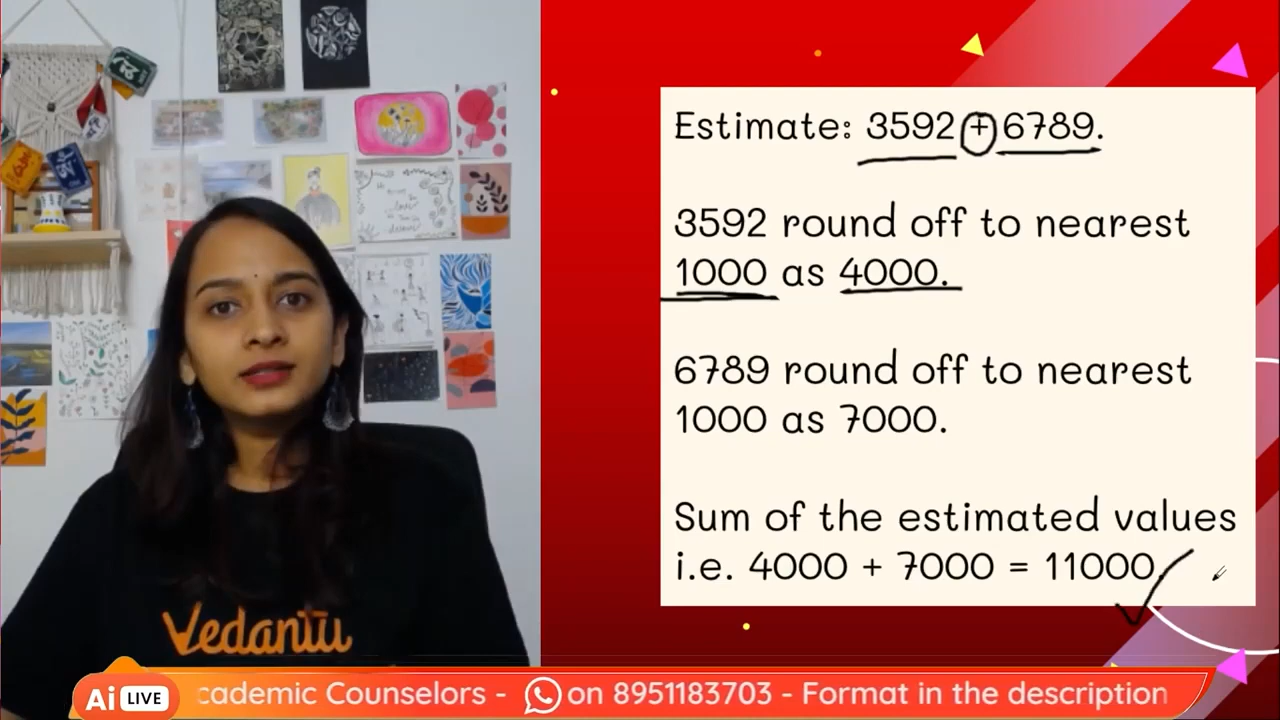 Estimate: 3592 + 6789.
3592 round off to nearest
1000 as 4000.
6789 round off to nearest
1000 as 7000.
Sum of the estimated values
i.e. 4000 + 7000 = 11000.
Vedantu
Ai LIVE
cademic Counselors - on 8951183703 - Format in the description